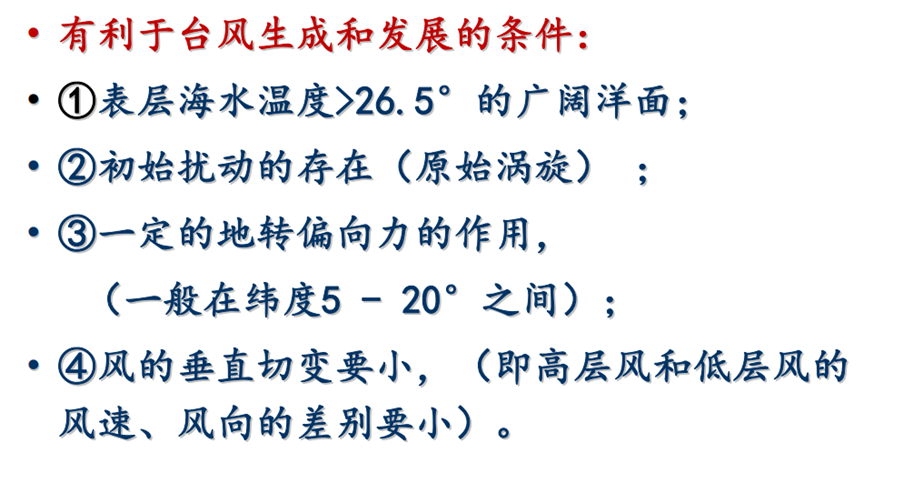 • 有利于台风生成和发展的条件：
• ①表层海水温度>26.5°的广阔洋面；
• ②初始扰动的存在（原始涡旋） ；
• ③一定的地转偏向力的作用，
（一般在纬度5 - 20°之间）；
• ④风的垂直切变要小，（即高层风和低层风的
风速、风向的差别要小）。